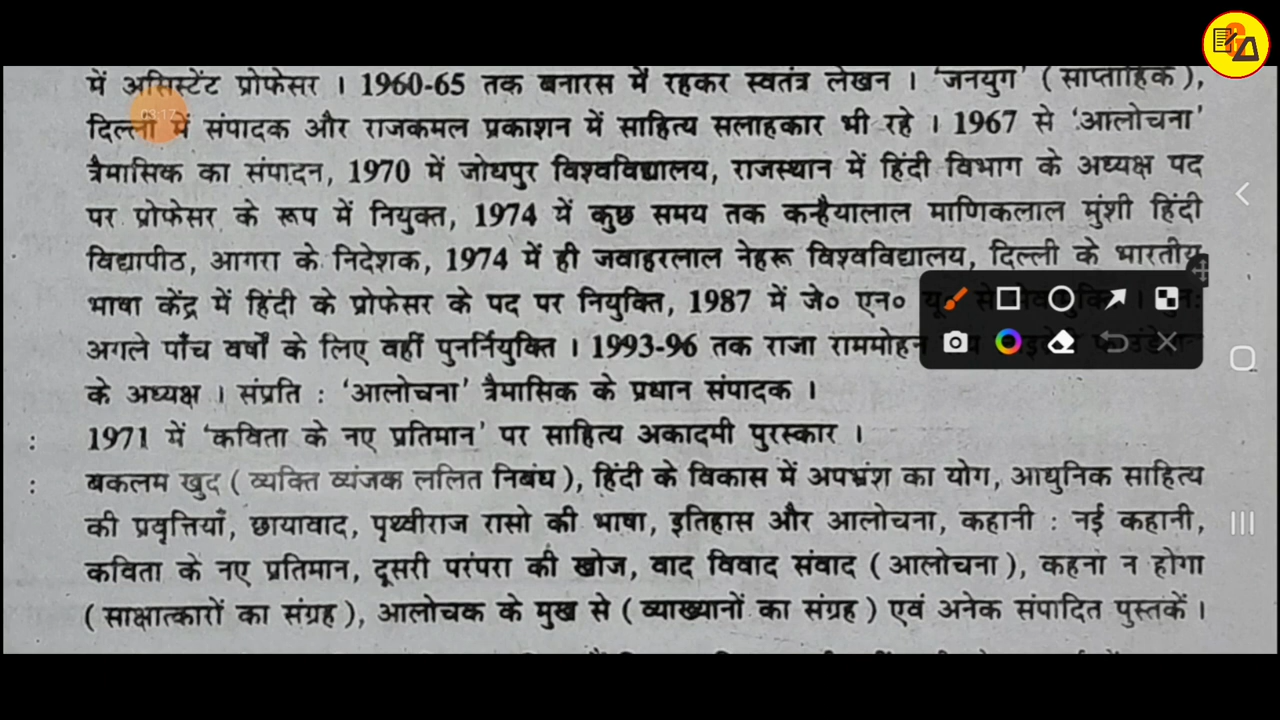 में असिस्टेंट प्रोफेसर । 1960-65 तक बनारस में रहकर स्वतंत्र लेखन । 'जनयुग' (साप्ताहिक),
03:17
दिल्ली में संपादक और राजकमल प्रकाशन में साहित्य सलाहकार भी रहे । 1967 से 'आलोचना'
त्रैमासिक का संपादन, 1970 में जोधपुर विश्वविद्यालय, राजस्थान में हिंदी विभाग के अध्यक्ष पद
पर प्रोफेसर के रूप में नियुक्त, 1974 में कुछ समय तक कन्हैयालाल माणिकलाल मुंशी हिंदी
विद्यापीठ, आगरा के निदेशक, 1974 में ही जवाहरलाल नेहरू विश्वविद्यालय, दिल्ली के भारतीय
भाषा केंद्र में हिंदी के प्रोफेसर के पद पर नियुक्ति, 1987 में जे० एन० यू० से
अगले पाँच वर्षों के लिए वहीं पुनर्नियुक्ति । 1993-96 तक राजा राममोहन
के अध्यक्ष । संप्रति : 'आलोचना' त्रैमासिक के प्रधान संपादक ।
: 1971 में 'कविता के नए प्रतिमान' पर साहित्य अकादमी पुरस्कार ।
: बकलम खुद (व्यक्ति व्यंजक ललित निबंध), हिंदी के विकास में अपभ्रंश का योग, आधुनिक साहित्य
की प्रवृत्तियाँ, छायावाद, पृथ्वीराज रासो की भाषा, इतिहास और आलोचना, कहानी : नई कहानी,
कविता के नए प्रतिमान, दूसरी परंपरा की खोज, वाद विवाद संवाद (आलोचना), कहना न होगा
(साक्षात्कारों का संग्रह), आलोचक के मुख से (व्याख्यानों का संग्रह) एवं अनेक संपादित पुस्तकें ।